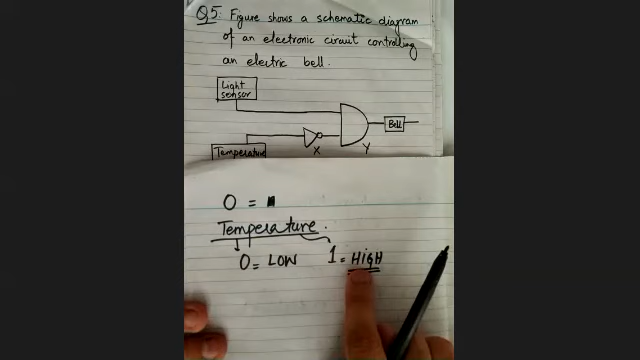 Q5. Figure shows a schematic diagram
of an electronic circuit controlling
an electric bell.
Light
sensor
Bell
Temperature
X
Y
0 =
Temperature.
0 = LOW 1 = HIGH